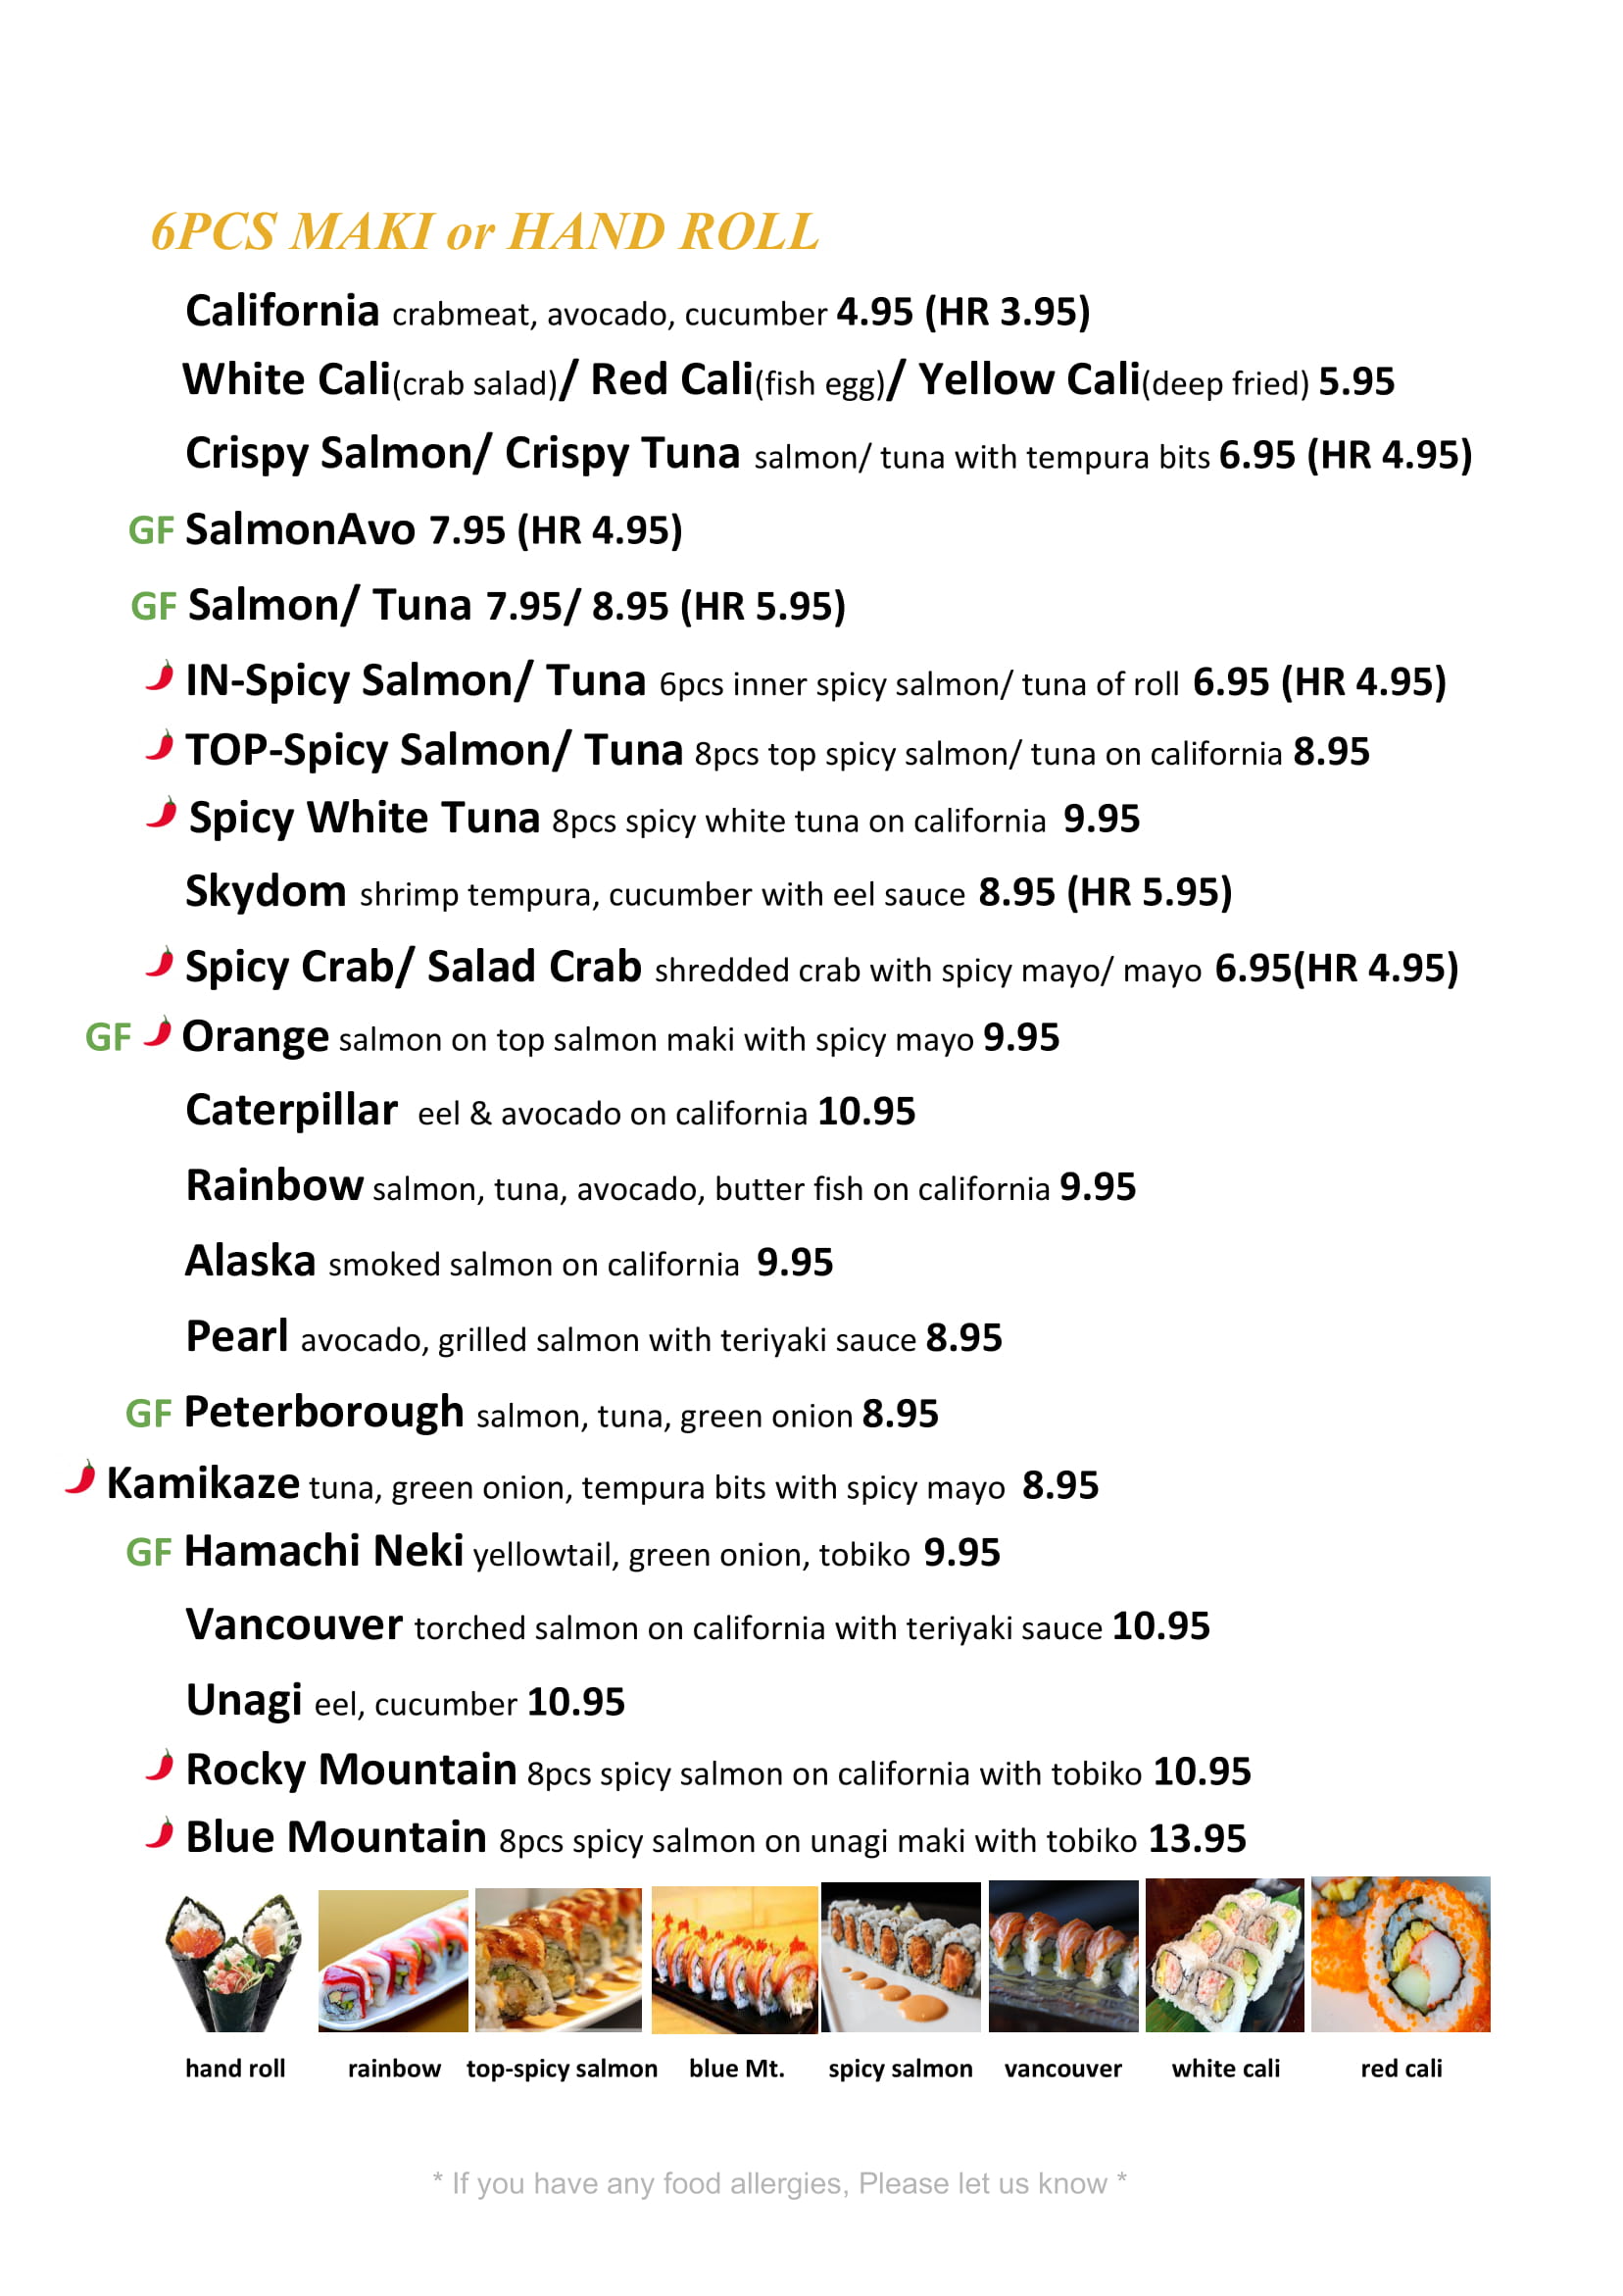 6PCS MAKI or HAND ROLL
California crabmeat, avocado, cucumber 4.95 (HR 3.95)
White Cali(crab salad)/ Red Cali(fish egg)/ Yellow Cali(deep fried) 5.95
Crispy Salmon/ Crispy Tuna salmon/ tuna with tempura bits 6.95 (HR 4.95)
GF SalmonAvo 7.95 (HR 4.95)
GF Salmon/ Tuna 7.95/ 8.95 (HR 5.95)
IN-Spicy Salmon/ Tuna 6pcs inner spicy salmon/ tuna of roll 6.95 (HR 4.95)
TOP-Spicy Salmon/ Tuna 8pcs top spicy salmon/ tuna on california 8.95
Spicy White Tuna 8pcs spicy white tuna on california 9.95
Skydom shrimp tempura, cucumber with eel sauce 8.95 (HR 5.95)
Spicy Crab/ Salad Crab shredded crab with spicy mayo/ mayo 6.95(HR 4.95)
GF Orange salmon on top salmon maki with spicy mayo 9.95
Caterpillar eel & avocado on california 10.95
Rainbow salmon, tuna, avocado, butter fish on california 9.95
Alaska smoked salmon on california 9.95
Pearl avocado, grilled salmon with teriyaki sauce 8.95
GF Peterborough salmon, tuna, green onion 8.95
Kamikaze tuna, green onion, tempura bits with spicy mayo 8.95
GF Hamachi Neki yellowtail, green onion, tobiko 9.95
Vancouver torched salmon on california with teriyaki sauce 10.95
Unagi eel, cucumber 10.95
Rocky Mountain 8pcs spicy salmon on california with tobiko 10.95
Blue Mountain 8pcs spicy salmon on unagi maki with tobiko 13.95
hand roll rainbow top-spicy salmon blue Mt. spicy salmon vancouver white cali red cali
* If you have any food allergies, Please let us know *